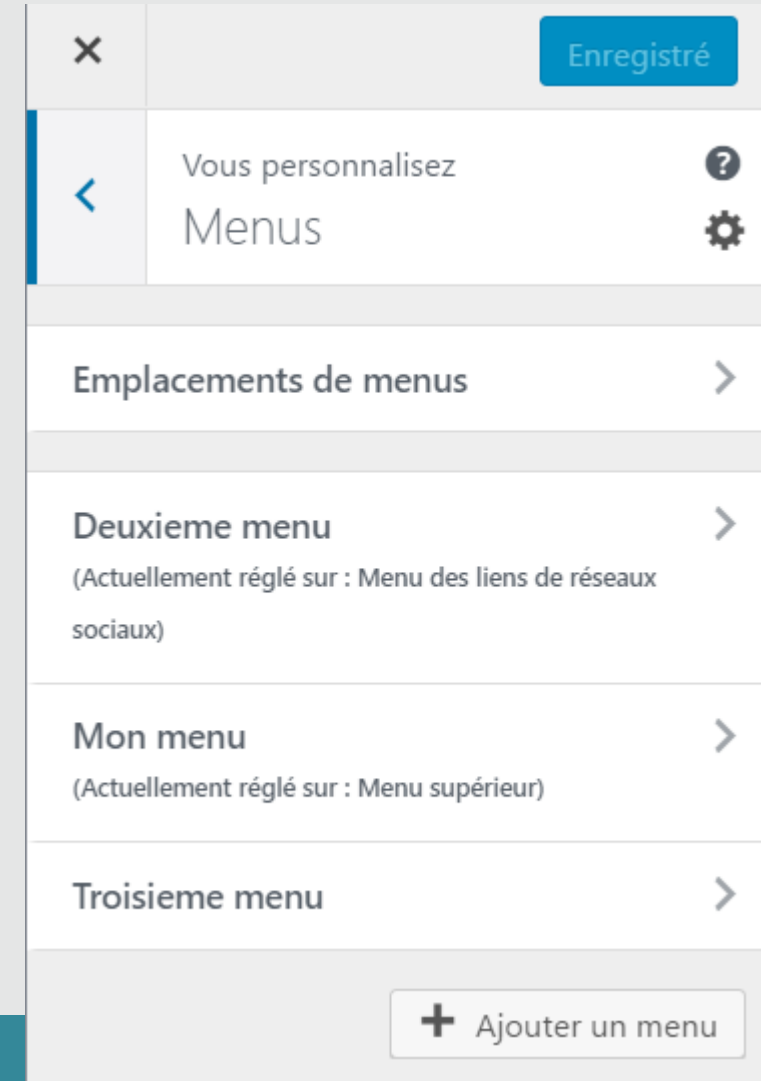 Enregistré
Vous personnalisez
Menus
Emplacements de menus
Deuxieme menu
(Actuellement réglé sur : Menu des liens de réseaux
sociaux)
Mon menu
(Actuellement réglé sur : Menu supérieur)
Troisieme menu
Ajouter un menu